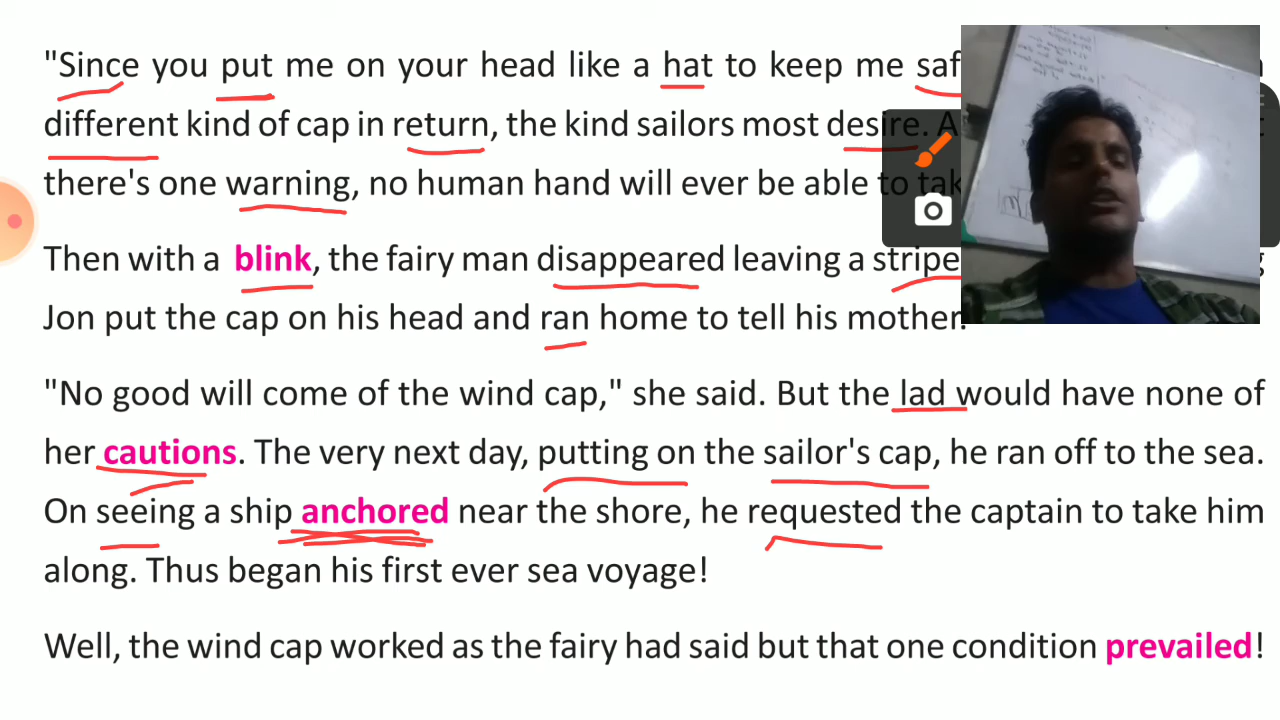 "Since you put me on your head like a hat to keep me
different kind of cap in return, the kind sailors most desire.
there's one warning, no human hand will ever be able to
Then with a blink, the fairy man disappeared leaving a
Jon put the cap on his head and ran home to tell his mother.
"No good will come of the wind cap," she said. But the lad would have none of
her cautions. The very next day, putting on the sailor's cap, he ran off to the sea.
On seeing a ship anchored near the shore, he requested the captain to take him
along. Thus began his first ever sea voyage!
Well, the wind cap worked as the fairy had said but that one condition prevailed!